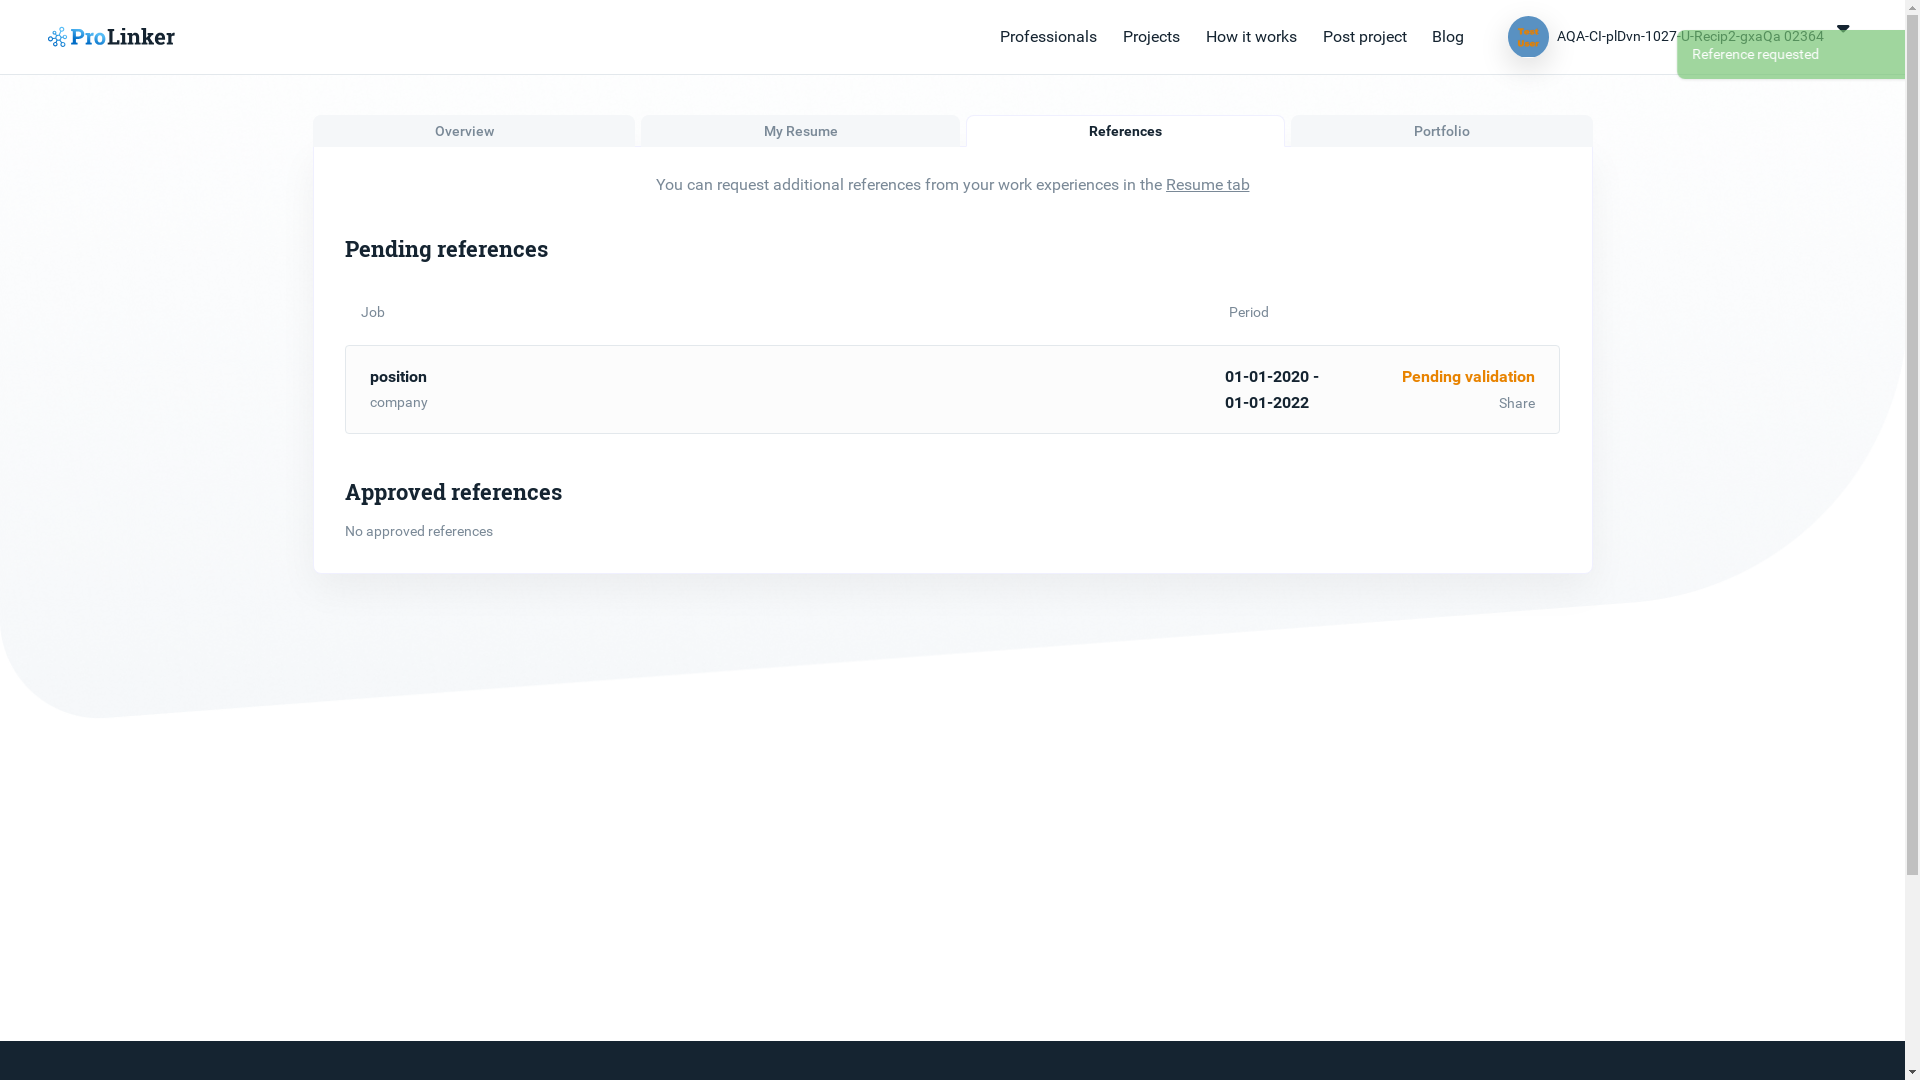 ProLinker
Professionals
Projects
How it works
Post project
Blog
Test
User
AQA-CI-plDvn-1027-U-Recip2-gxaQa 02364
Reference requested
Overview
My Resume
References
Portfolio
You can request additional references from your work experiences in the Resume tab
Pending references
Job
Period
position
company
01-01-2020 -
01-01-2022
Pending validation
Share
Approved references
No approved references